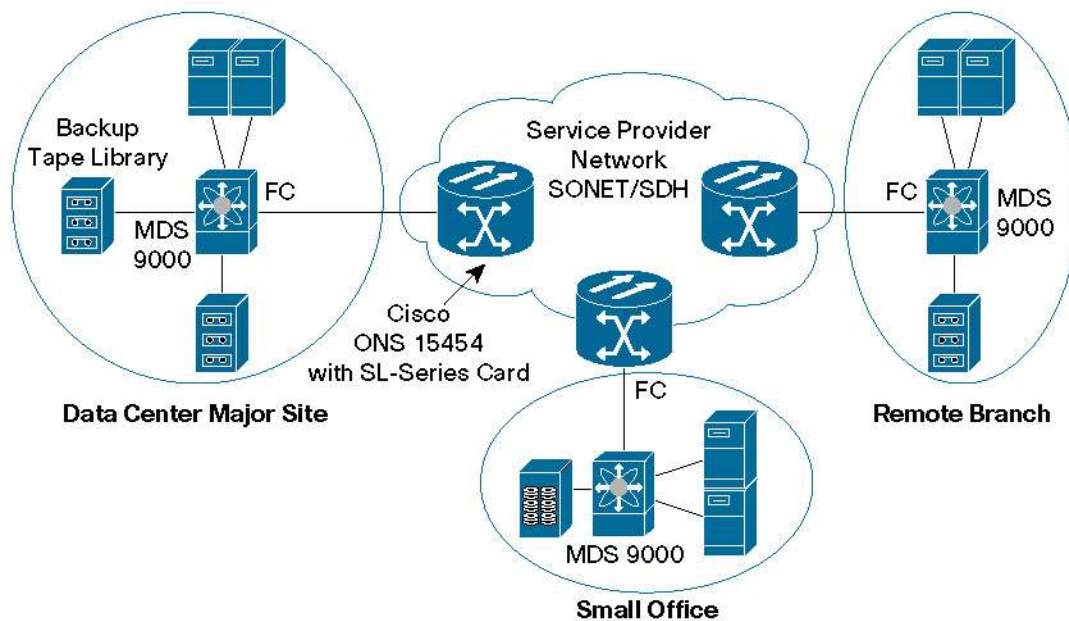 Backup
Tape Library
MDS
9000
FC
Service Provider
Network
SONET/SDH
FC
MDS
9000
Cisco
ONS 15454
with SL-Series Card
Data Center Major Site
FC
Remote Branch
MDS 9000
Small Office